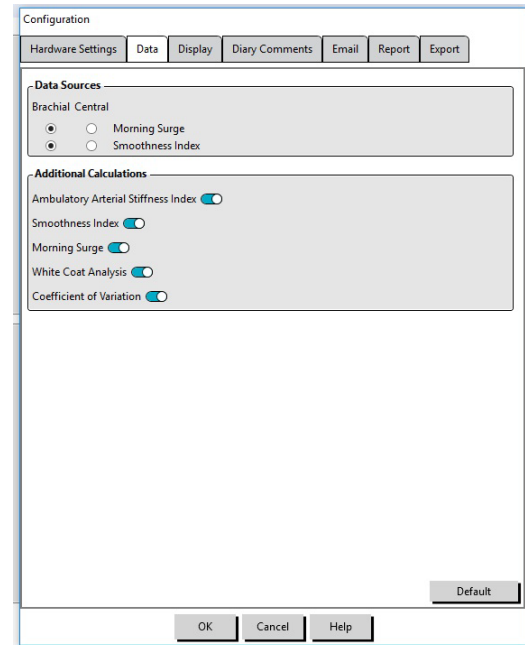 Configuration
Hardware Settings Data Display Diary Comments Email Report Export
Data Sources
Brachial Central
Morning Surge
Smoothness Index
Additional Calculations
Ambulatory Arterial Stiffness Index
Smoothness Index
Morning Surge
White Coat Analysis
Coefficient of Variation
Default
OK Cancel Help